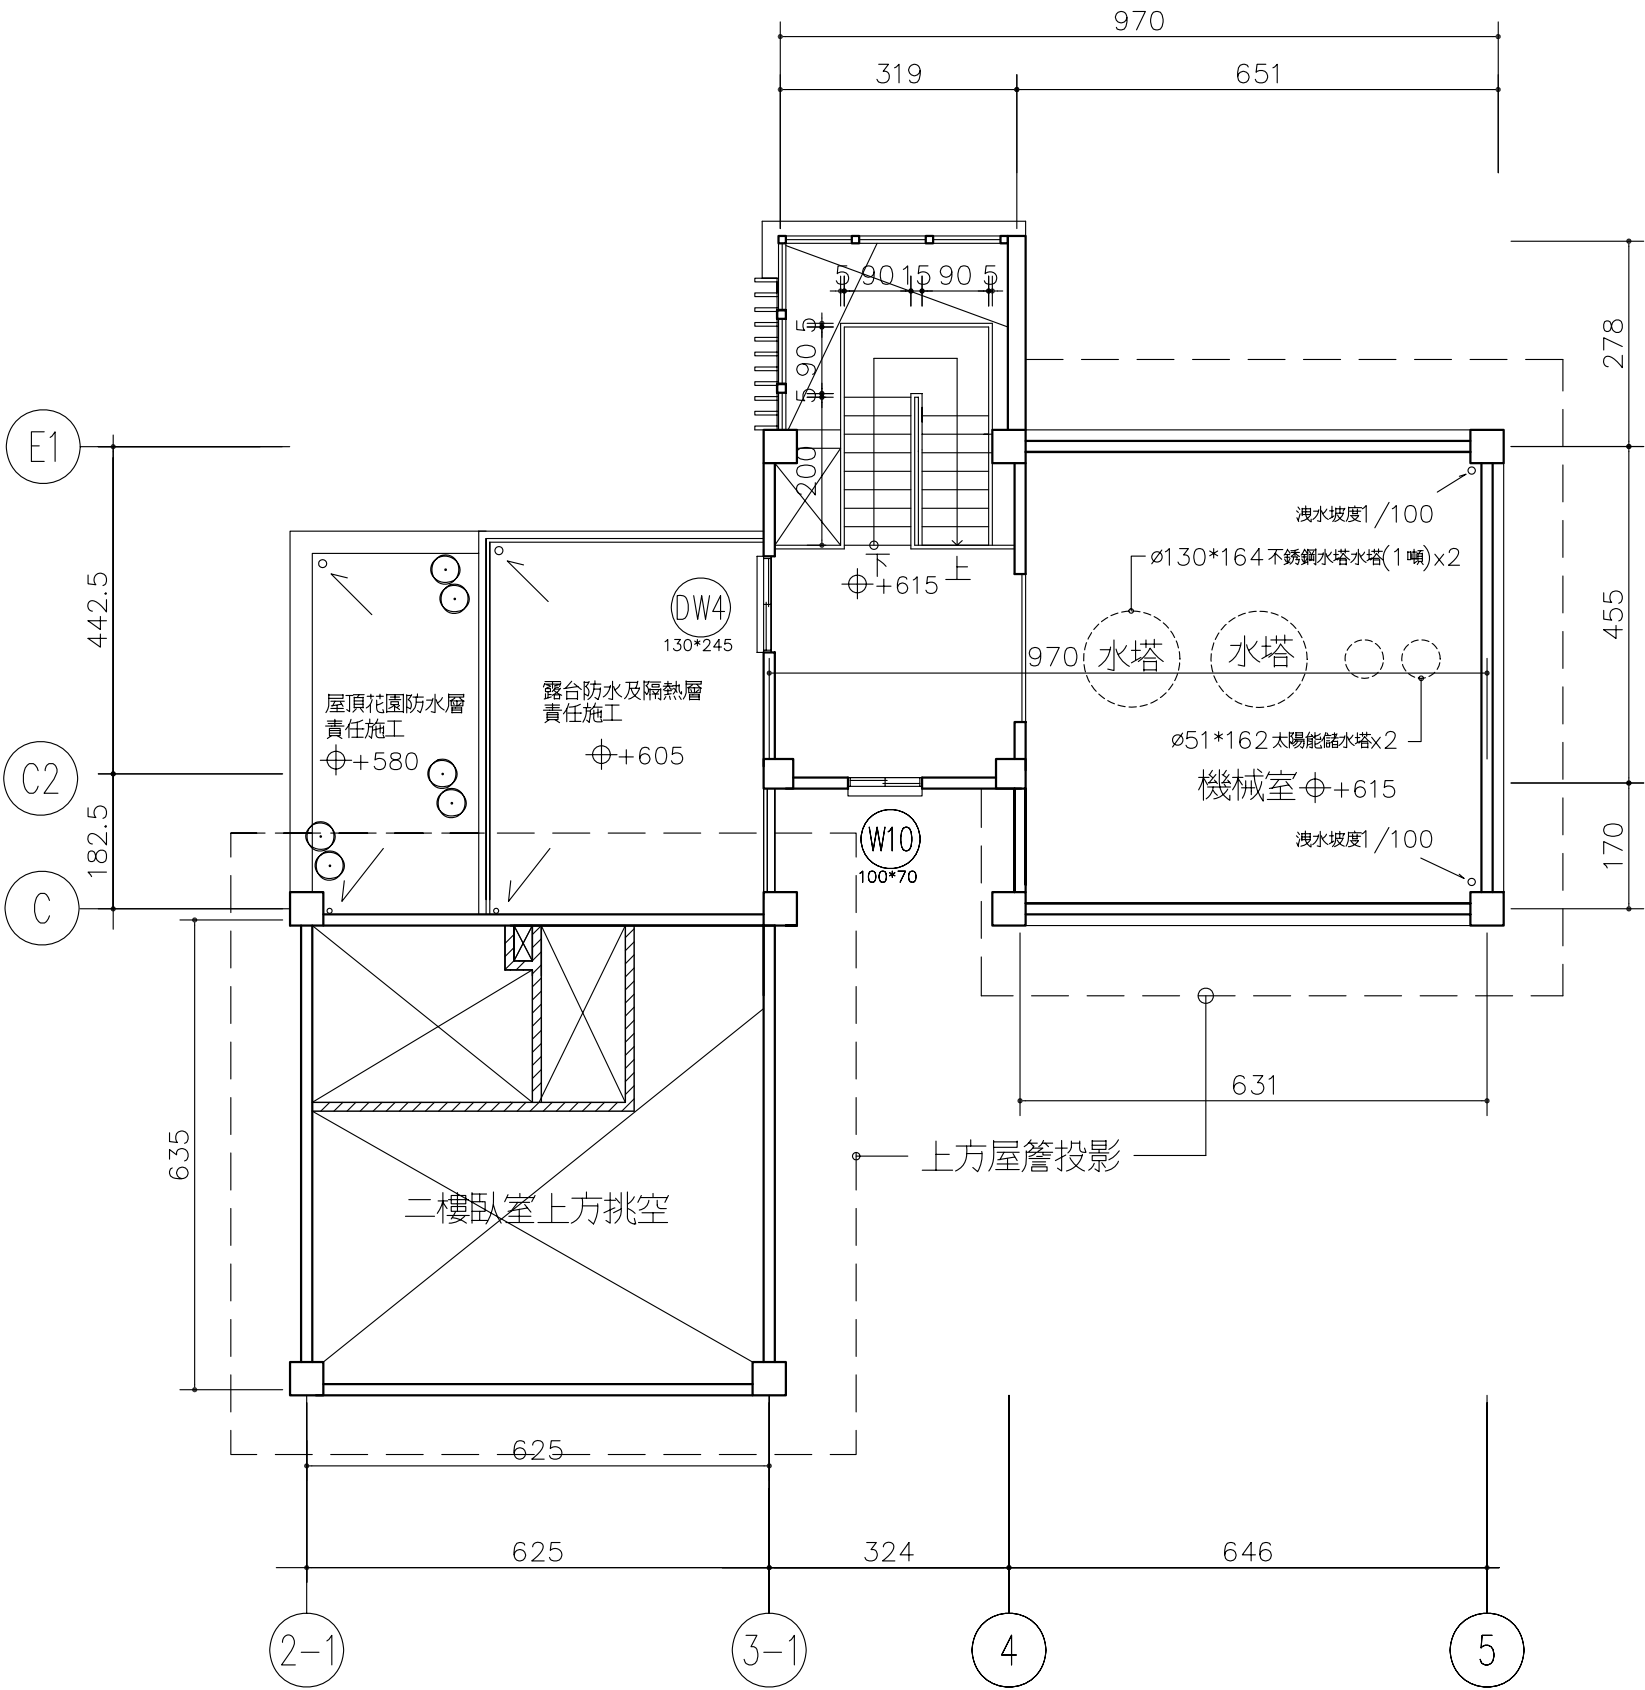 970
319
651
5 90 15 90 5
5
90
5
200
278
E1
洩水坡度1/100
ø130*164不銹鋼水塔水塔(1噸)x2
下
上
+615
442.5
455
DW4
130*245
970
水塔
水塔
露台防水及隔熱層
責任施工
+605
屋頂花園防水層
責任施工
+580
ø51*162太陽能儲水塔x2
機械室
+615
C2
182.5
W10
100*70
洩水坡度1/100
170
C
631
635
上方屋簷投影
二樓臥室上方挑空
625
625
324
646
2-1
3-1
4
5